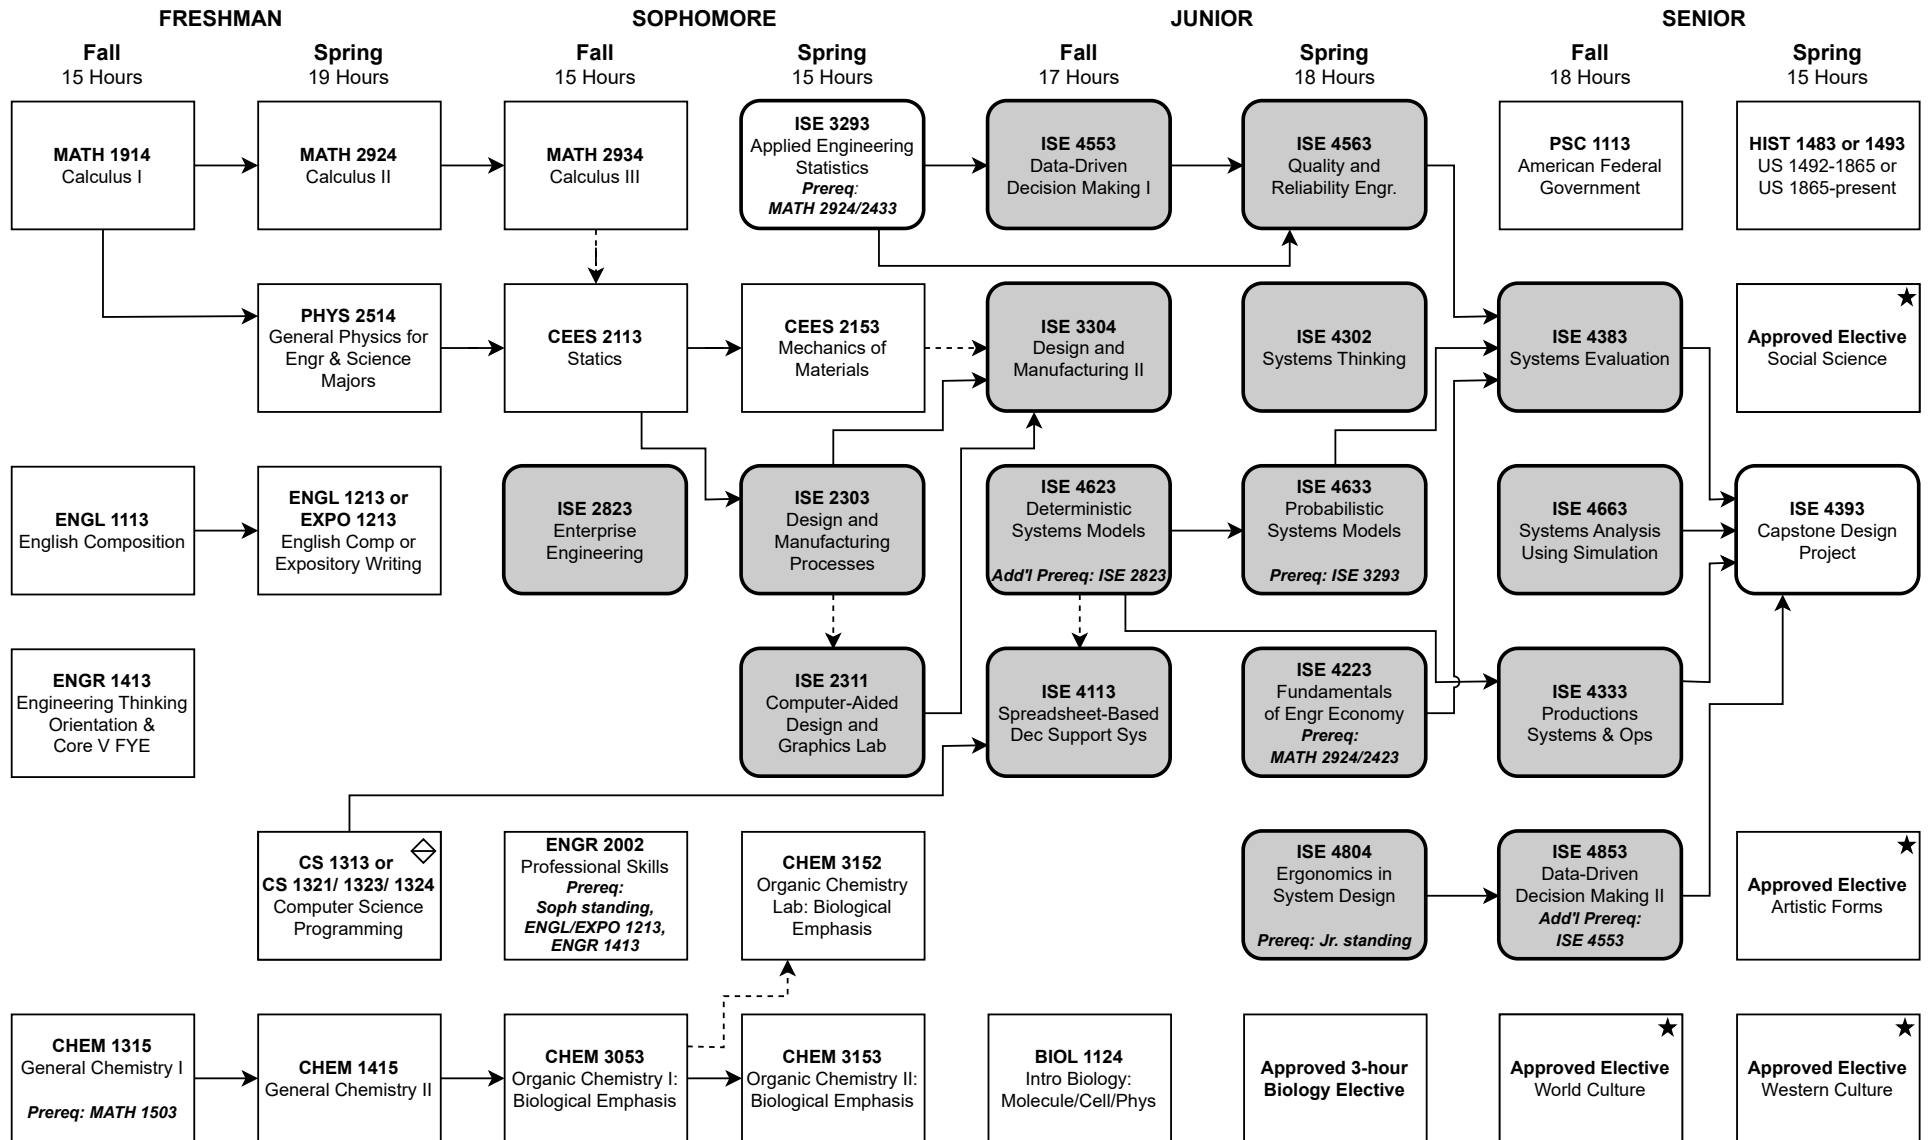 FRESHMAN
SOPHOMORE
JUNIOR
SENIOR
Fall
15 Hours
Spring
19 Hours
Fall
15 Hours
Spring
15 Hours
Fall
17 Hours
Spring
18 Hours
Fall
18 Hours
Spring
15 Hours
MATH 1914
Calculus I
MATH 2924
Calculus II
MATH 2934
Calculus III
ISE 3293
Applied Engineering
Statistics
Prereq:
MATH 2924/2433
ISE 4553
Data-Driven
Decision Making I
ISE 4563
Quality and
Reliability Engr.
PSC 1113
American Federal
Government
HIST 1483 or 1493
US 1492-1865 or
US 1865-present
PHYS 2514
General Physics for
Engr & Science
Majors
CEES 2113
Statics
CEES 2153
Mechanics of
Materials
ISE 3304
Design and
Manufacturing II
ISE 4302
Systems Thinking
ISE 4383
Systems Evaluation
Approved Elective
Social Science
ENGL 1113
English Composition
ENGL 1213 or
EXPO 1213
English Comp or
Expository Writing
ISE 2823
Enterprise
Engineering
ISE 2303
Design and
Manufacturing
Processes
ISE 4623
Deterministic
Systems Models
Add'l Prereq: ISE 2823
ISE 4633
Probabilistic
Systems Models
Prereq: ISE 3293
ISE 4663
Systems Analysis
Using Simulation
ISE 4393
Capstone Design
Project
ENGR 1413
Engineering Thinking
Orientation &
Core V FYE
ISE 2311
Computer-Aided
Design and
Graphics Lab
ISE 4113
Spreadsheet-Based
Dec Support Sys
ISE 4223
Fundamentals
of Engr Economy
Prereq:
MATH 2924/2423
ISE 4333
Productions
Systems & Ops
CS 1313 or
CS 1321/ 1323/ 1324
Computer Science
Programming
ENGR 2002
Professional Skills
Prereq:
Soph standing,
ENGL/EXPO 1213,
ENGR 1413
CHEM 3152
Organic Chemistry
Lab: Biological
Emphasis
ISE 4804
Ergonomics in
System Design
Prereq: Jr. standing
ISE 4853
Data-Driven
Decision Making II
Add'l Prereq:
ISE 4553
Approved Elective
Artistic Forms
CHEM 1315
General Chemistry I
Prereq: MATH 1503
CHEM 1415
General Chemistry II
CHEM 3053
Organic Chemistry I:
Biological Emphasis
CHEM 3153
Organic Chemistry II:
Biological Emphasis
BIOL 1124
Intro Biology:
Molecule/Cell/Phys
Approved 3-hour
Biology Elective
Approved Elective
World Culture
Approved Elective
Western Culture